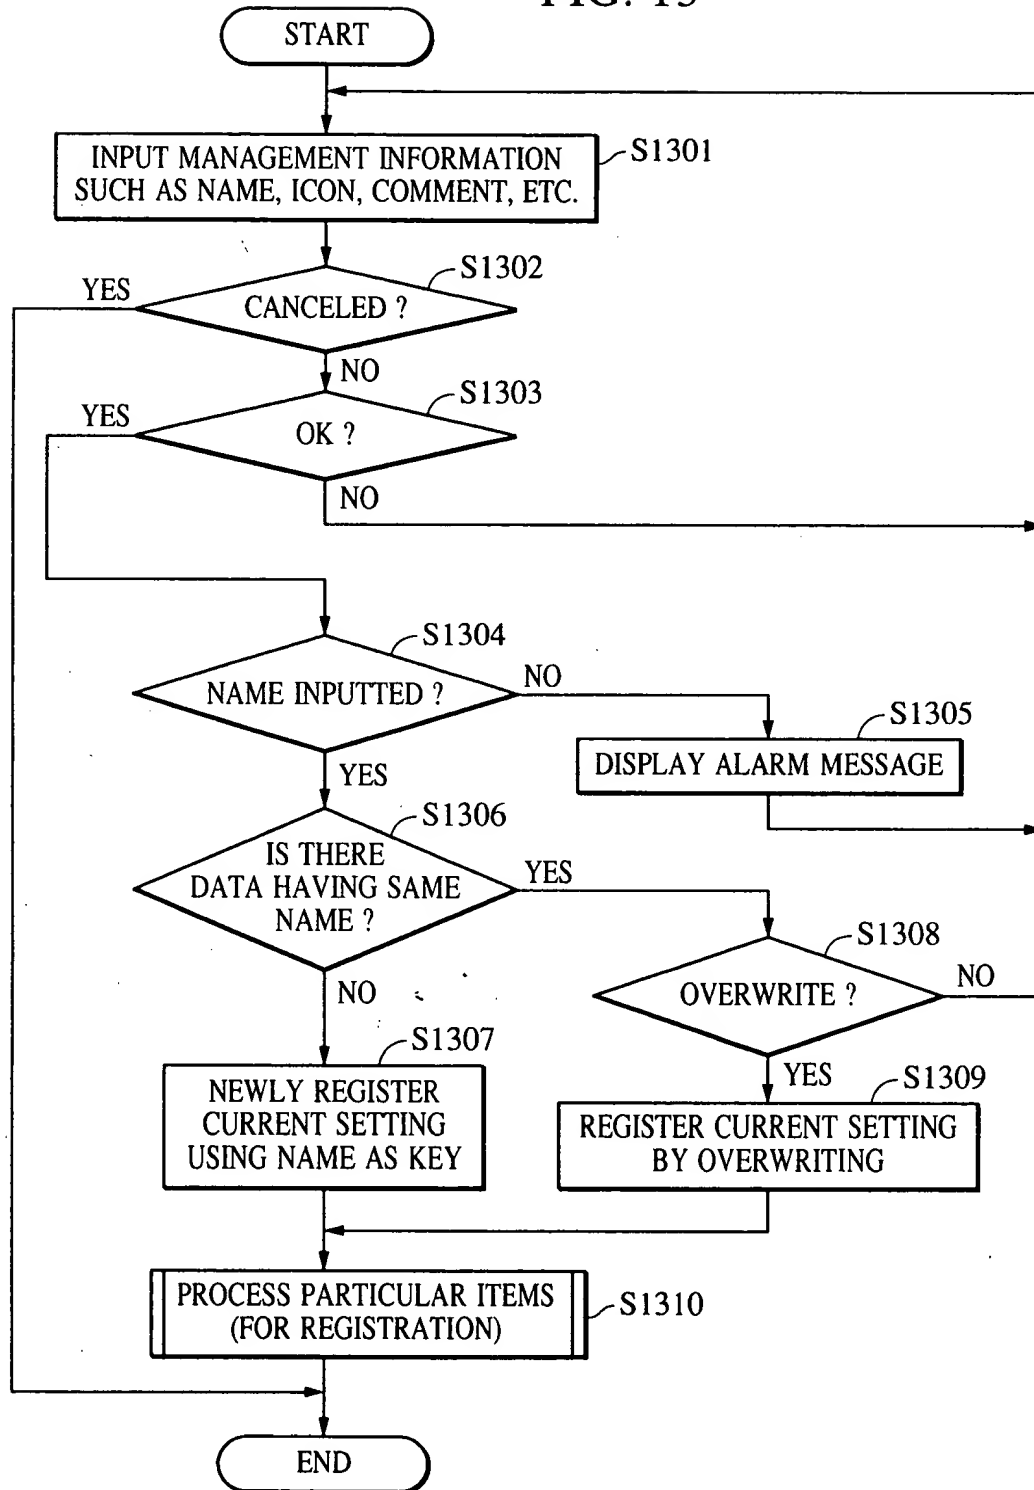 FIG. 13
START
INPUT MANAGEMENT INFORMATION
SUCH AS NAME, ICON, COMMENT, ETC.
S1301
S1302
YES
CANCELED ?
NO
S1303
YES
OK ?
NO
S1304
NAME INPUTTED ?
NO
S1305
DISPLAY ALARM MESSAGE
YES
S1306
IS THERE
DATA HAVING SAME
NAME ?
YES
S1308
OVERWRITE ?
NO
NO
S1307
NEWLY REGISTER
CURRENT SETTING
USING NAME AS KEY
YES
S1309
REGISTER CURRENT SETTING
BY OVERWRITING
PROCESS PARTICULAR ITEMS
(FOR REGISTRATION)
S1310
END